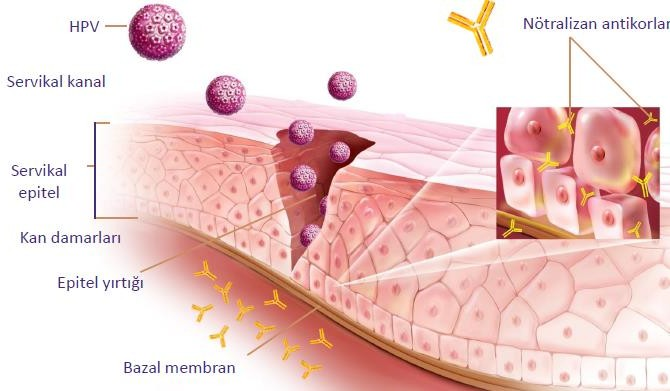 HPV
Nötralizan antikorlar
Servikal kanal
Servikal
epitel
Kan damarları
Epitel yırtığı
Bazal membran